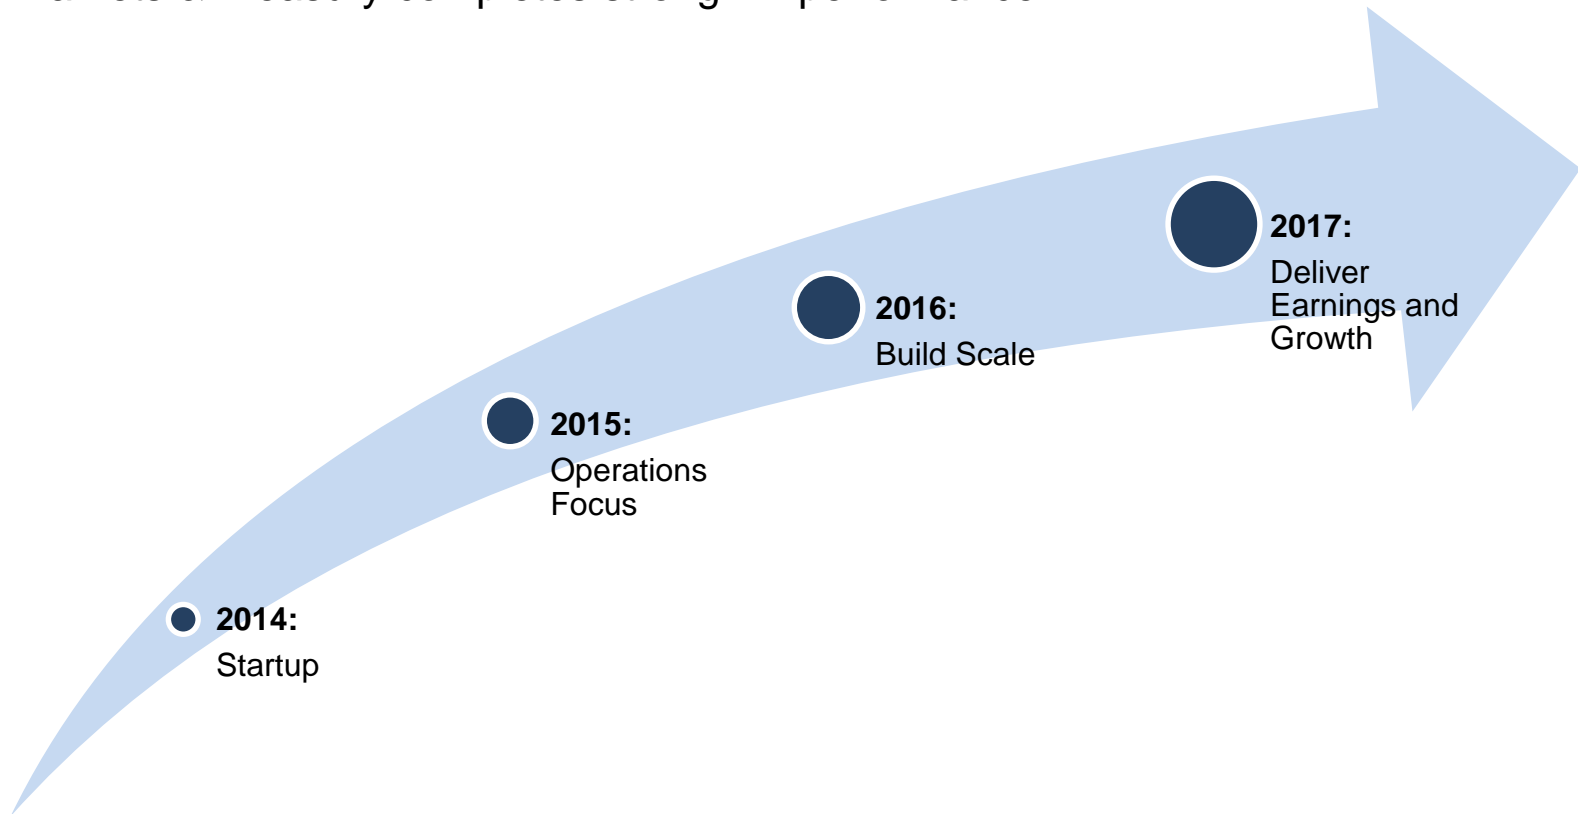 2017:
Deliver
Earnings and
Growth
2016:
Build Scale
2015:
Operations
Focus
2014:
Startup